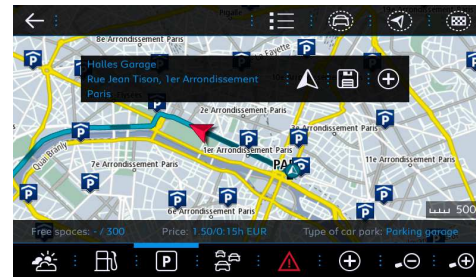 8e Arrondissement Paris
Halles Garage
Rue Jean Tison, 1er Arrondissement
Paris
2e Arrondissement Paris
Arrondissement Paris
1er Arrondissement Paris
Quai Branly
7e Arrondissement Paris
11e Arrondissement Paris
6e Arrondissement Paris
500
Free spaces: - / 300
Price: 1.50/0:15h EUR
Type of car park: Parking garage